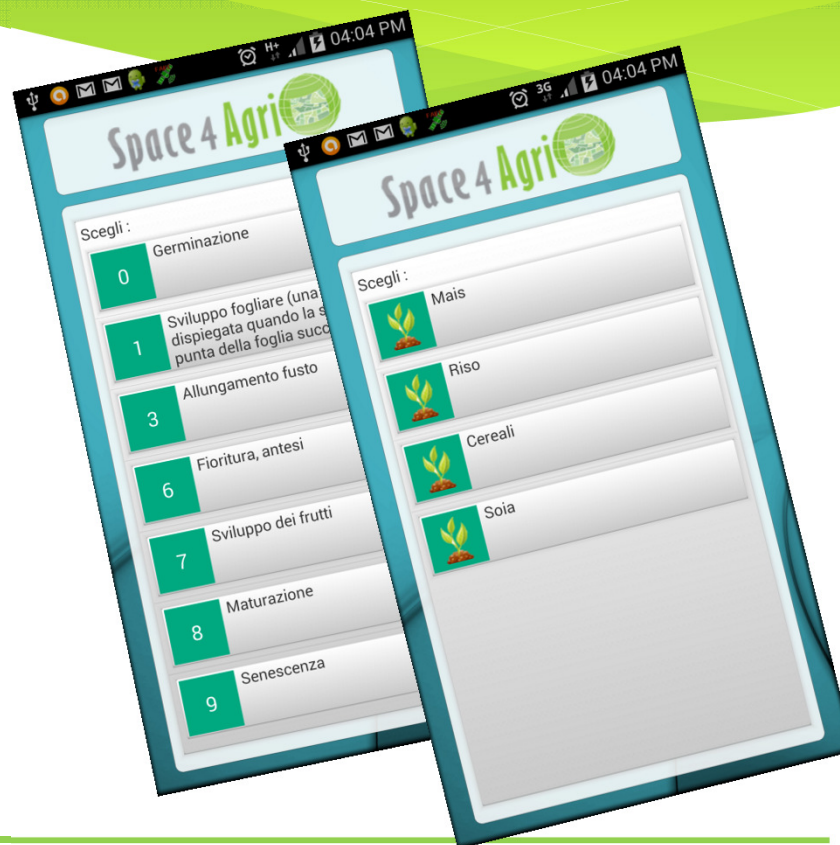 H+ 04:04 PM
Space 4 Agri
Scegli :
0 Germinazione
1 Sviluppo fogliare (una
dispiegata quando la
punta della foglia
3 Allungamento fusto
6 Fioritura, antesi
7 Sviluppo dei frutti
8 Maturazione
9 Senescenza
3G 04:04 PM
Space 4 Agri
Scegli :
Mais
Riso
Cereali
Soia